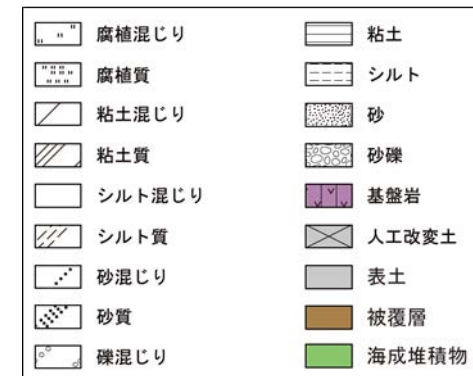 腐植混じり
腐植質
粘土混じり
粘土質
シルト混じり
シルト質
砂混じり
砂質
礫混じり
粘土
シルト
砂
砂礫
基盤岩
人工改変土
表土
被覆層
海成堆積物